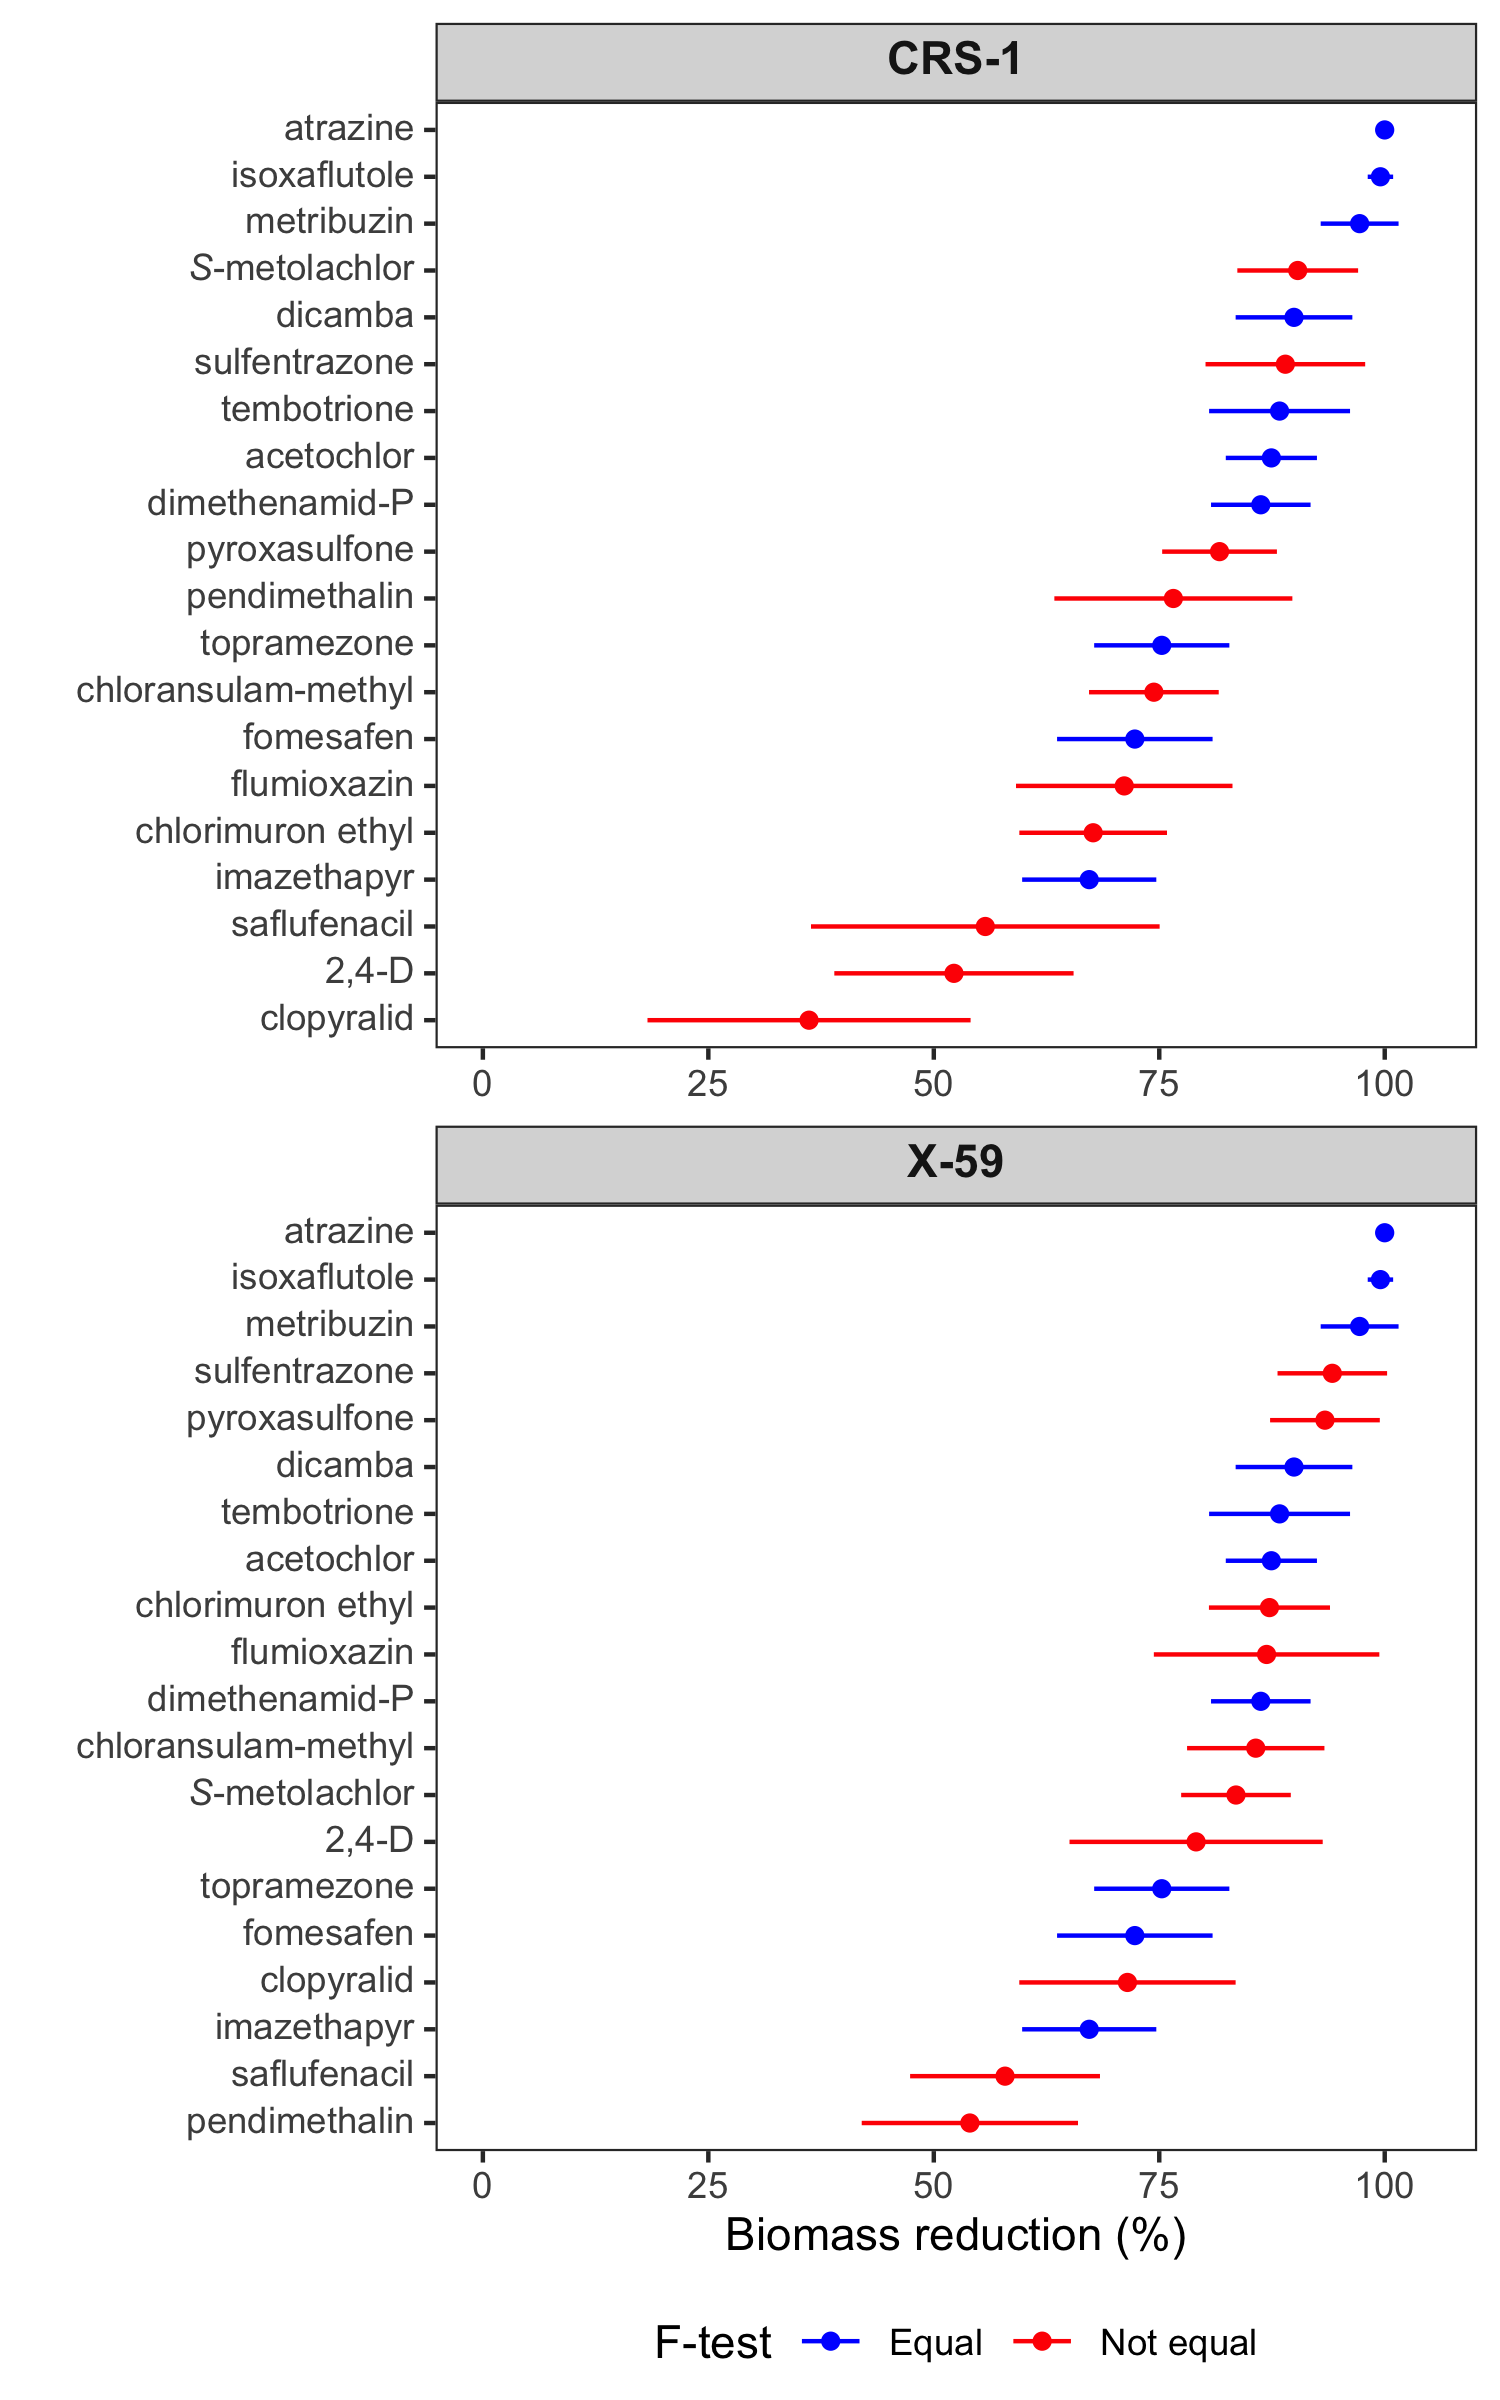 CRS-1
atrazine
isoxaflutole
metribuzin
S-metolachlor
dicamba
sulfentrazone
tembotrione
acetochlor
dimethenamid-P
pyroxasulfone
pendimethalin
topramezone
chloransulam-methyl
fomesafen
flumioxazin
chlorimuron ethyl
imazethapyr
saflufenacil
2,4-D
clopyralid
0 25 50 75 100
X-59
atrazine
isoxaflutole
metribuzin
sulfentrazone
pyroxasulfone
dicamba
tembotrione
acetochlor
chlorimuron ethyl
flumioxazin
dimethenamid-P
chloransulam-methyl
S-metolachlor
2,4-D
topramezone
fomesafen
clopyralid
imazethapyr
saflufenacil
pendimethalin
0 25 50 75 100
Biomass reduction (%)
F-test Equal Not equal